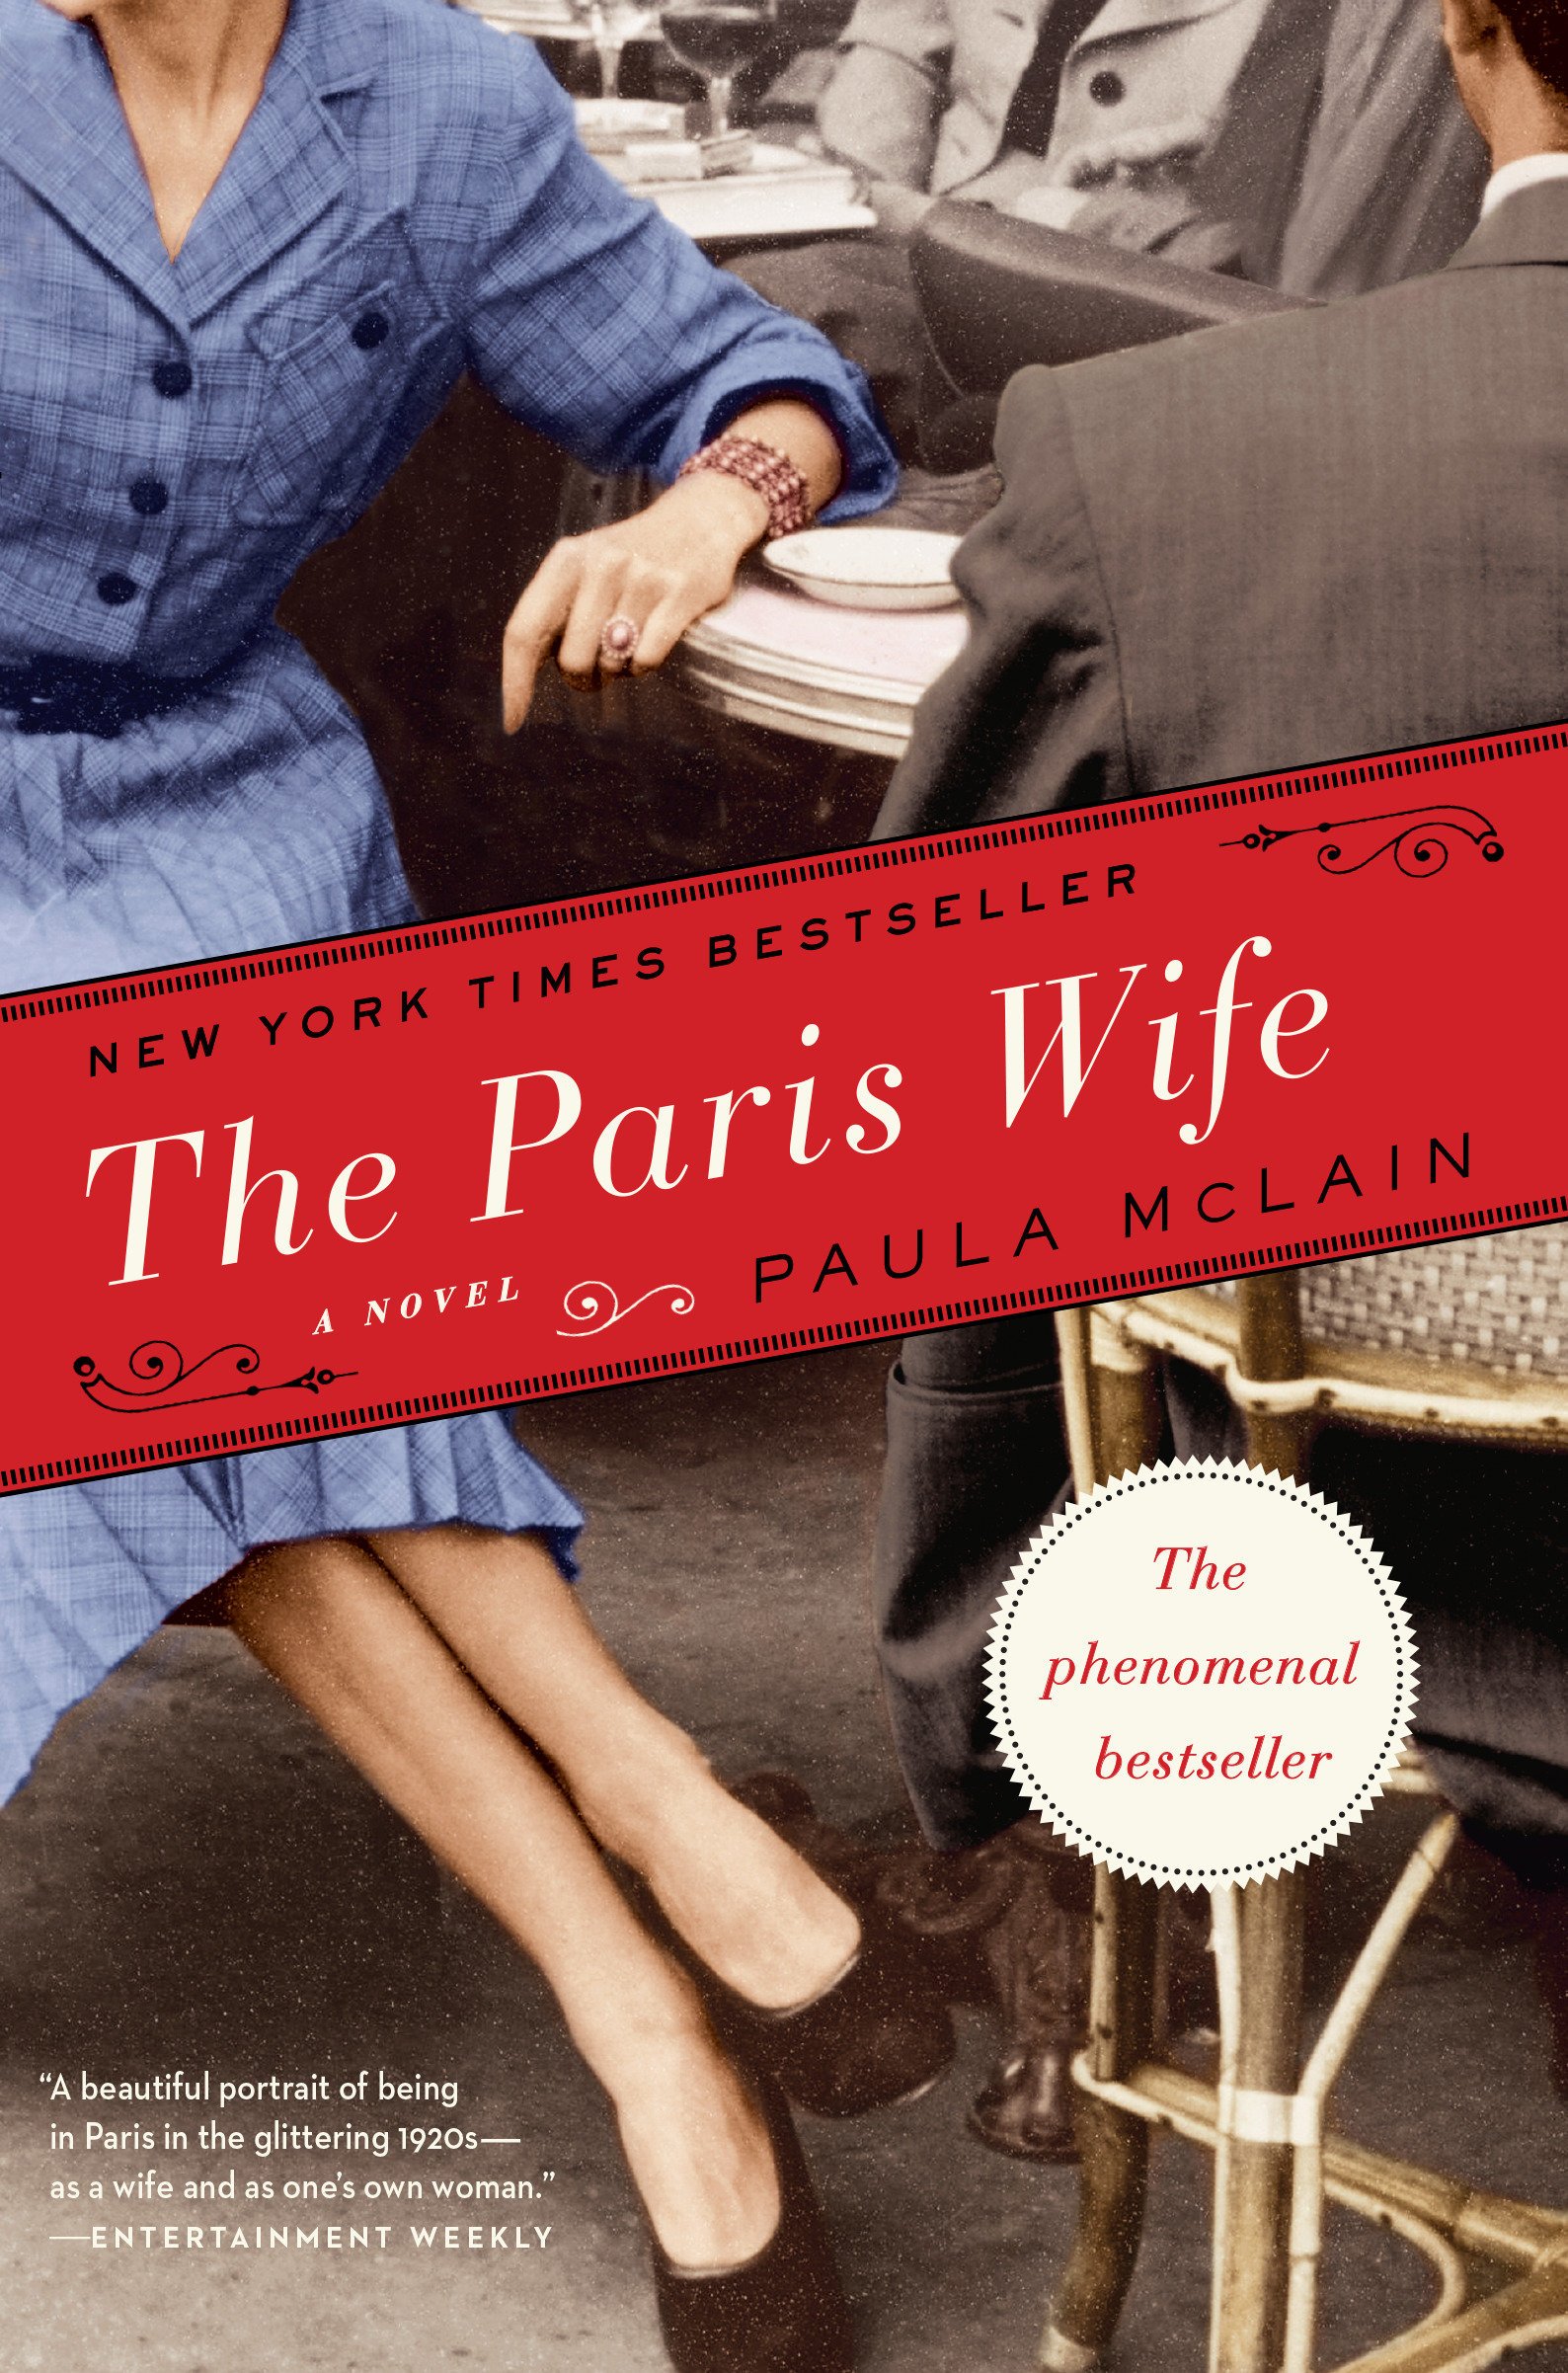 NEW YORK TIMES BESTSELLER
The Paris Wife
A NOVEL
PAULA McLAIN
The
phenomenal
bestseller
“A beautiful portrait of being
in Paris in the glittering 1920s—
as a wife and as one’s own woman.”
—ENTERTAINMENT WEEKLY